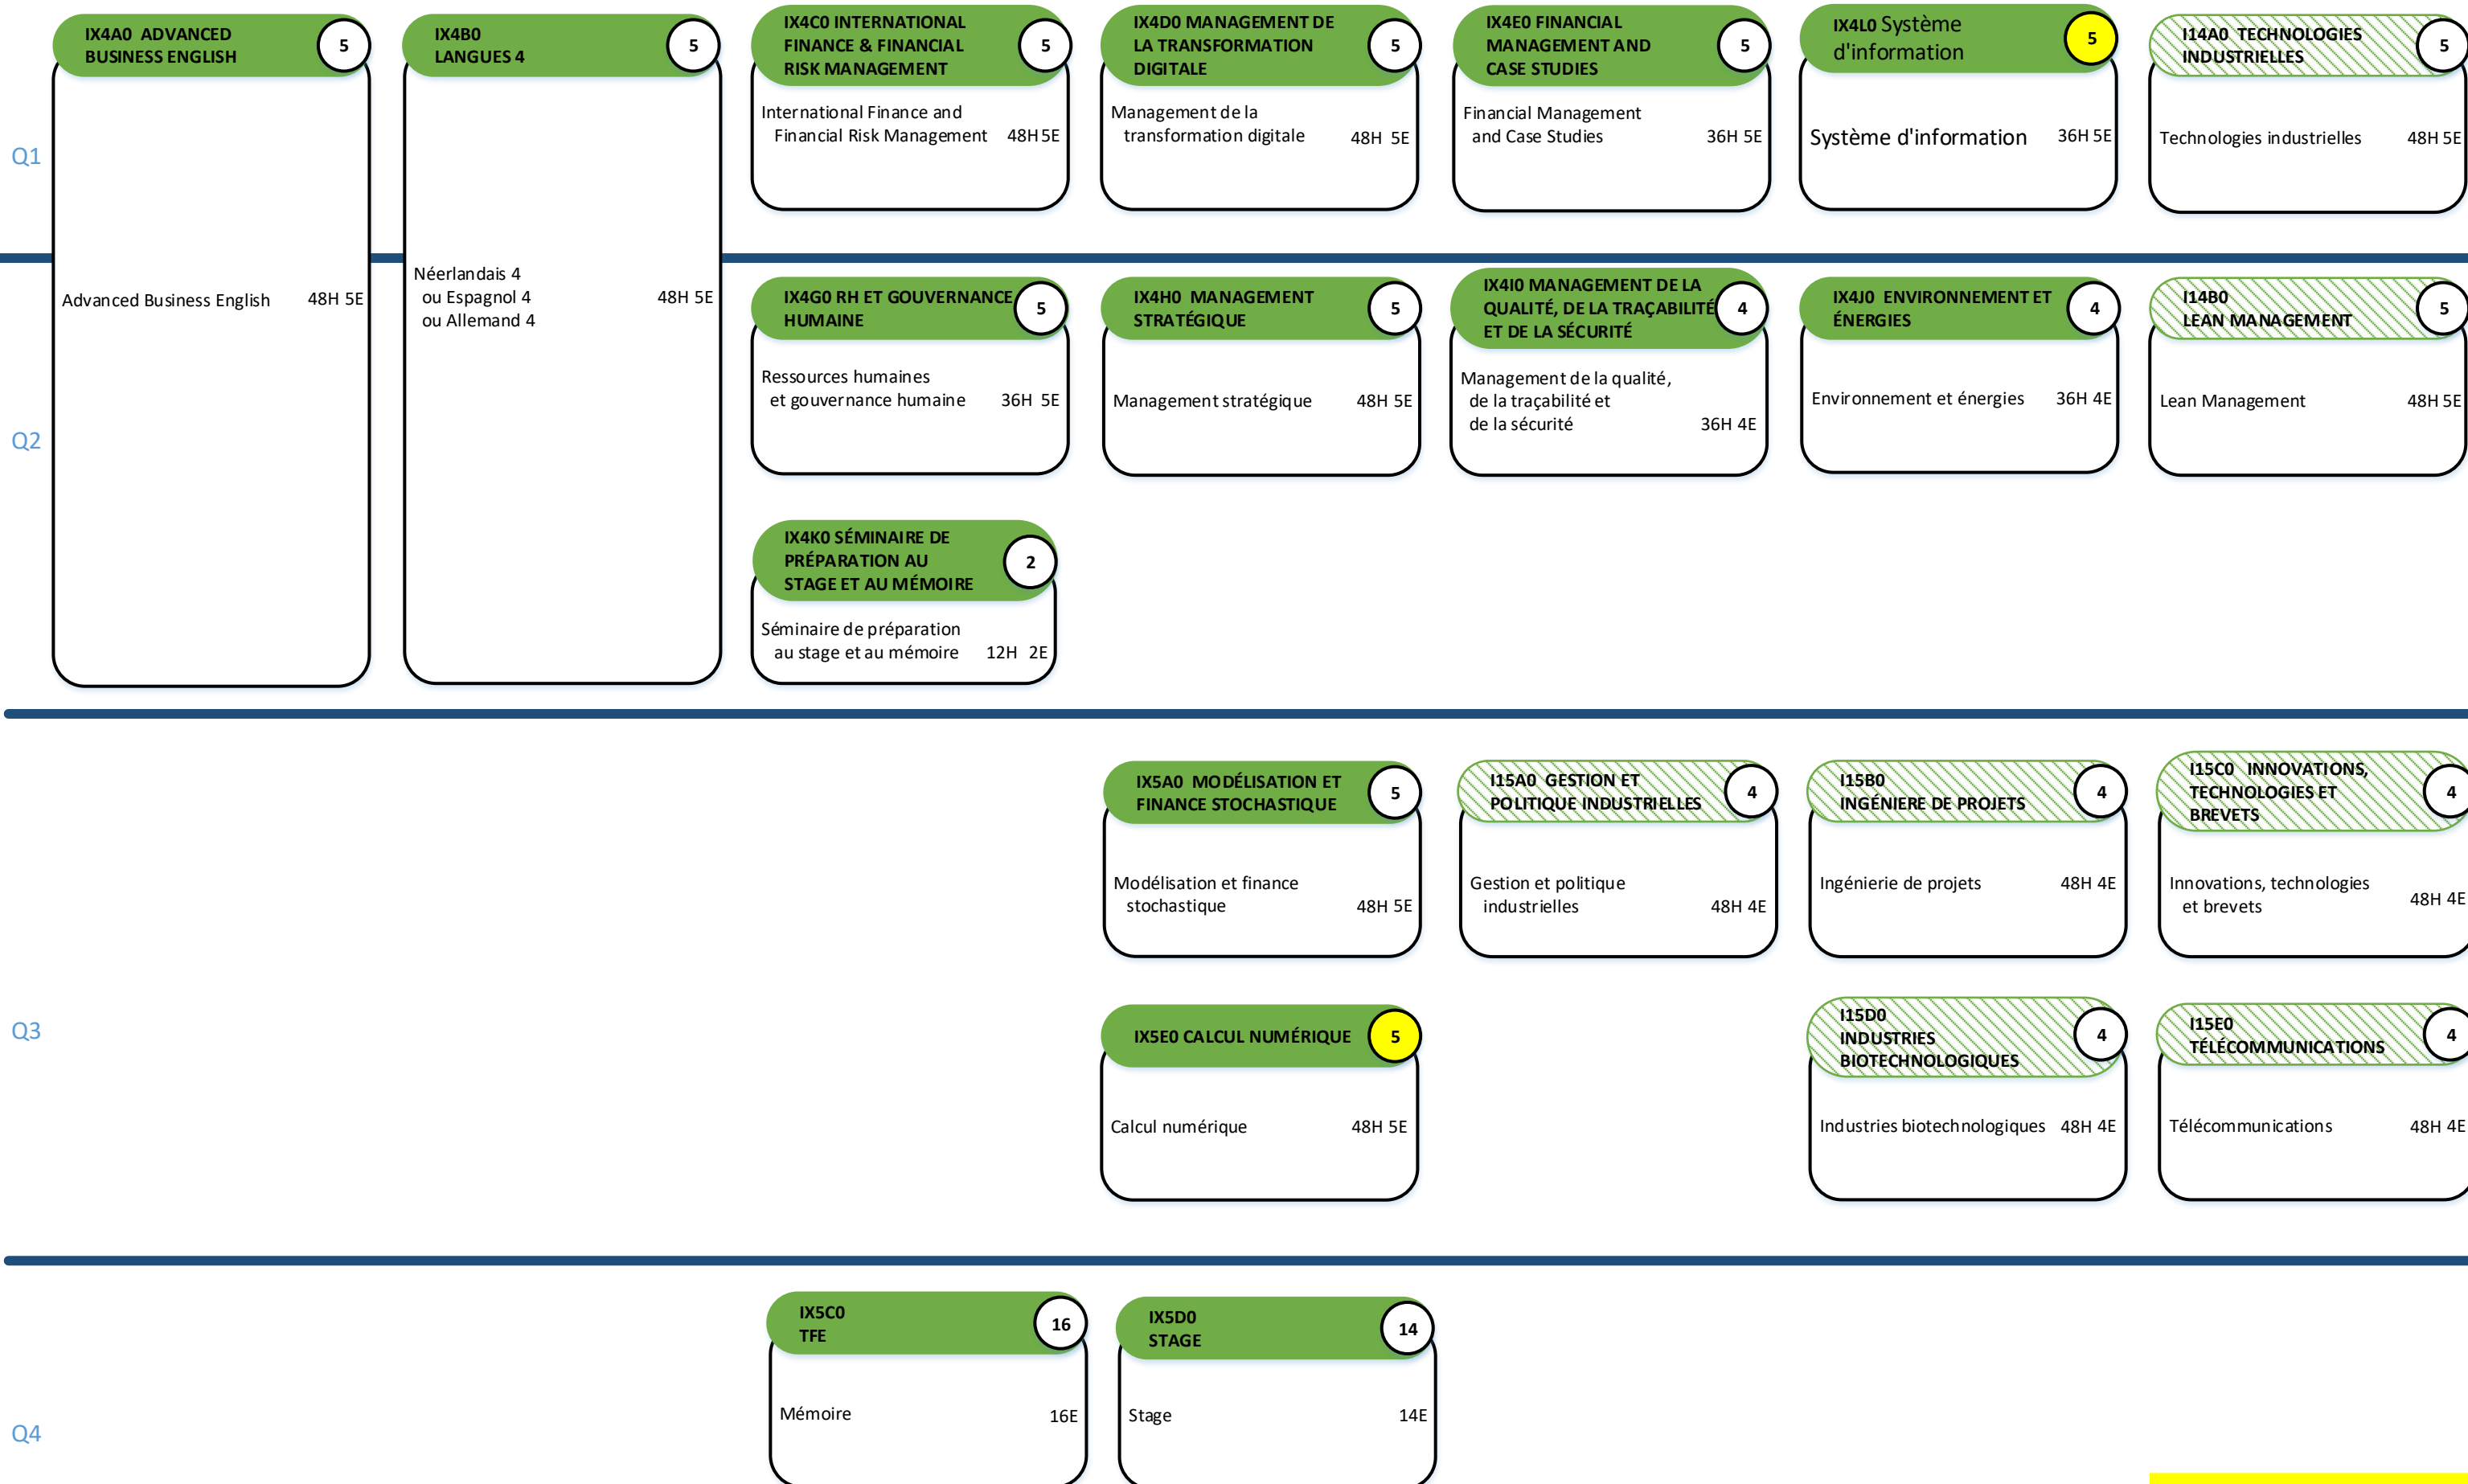 IX4A0 ADVANCED
BUSINESS ENGLISH
5
IX4B0
LANGUES 4
5
IX4C0 INTERNATIONAL
FINANCE & FINANCIAL
RISK MANAGEMENT
5
IX4D0 MANAGEMENT DE
LA TRANSFORMATION
DIGITALE
5
IX4E0 FINANCIAL
MANAGEMENT AND
CASE STUDIES
5
IX4L0 Système
d'information
5
I14A0 TECHNOLOGIES
INDUSTRIELLES
5
Q1
International Finance and
Financial Risk Management 48H 5E
Management de la
transformation digitale 48H 5E
Financial Management
and Case Studies 36H 5E
Système d'information 36H 5E
Technologies industrielles 48H 5E
Advanced Business English 48H 5E
Néerlandais 4
ou Espagnol 4
ou Allemand 4
48H 5E
Q2
IX4G0 RH ET GOUVERNANCE
HUMAINE
5
IX4H0 MANAGEMENT
STRATÉGIQUE
5
IX4I0 MANAGEMENT DE LA
QUALITÉ, DE LA TRAÇABILITÉ
ET DE LA SÉCURITÉ
4
IX4J0 ENVIRONNEMENT ET
ÉNERGIES
4
I14B0
LEAN MANAGEMENT
5
Ressources humaines
et gouvernance humaine 36H 5E
Management stratégique 48H 5E
Management de la qualité,
de la traçabilité et
de la sécurité 36H 4E
Environnement et énergies 36H 4E
Lean Management 48H 5E
IX4K0 SÉMINAIRE DE
PRÉPARATION AU
STAGE ET AU MÉMOIRE
2
Séminaire de préparation
au stage et au mémoire 12H 2E
IX5A0 MODÉLISATION ET
FINANCE STOCHASTIQUE
5
I15A0 GESTION ET
POLITIQUE INDUSTRIELLES
4
I15B0
INGÉNIERE DE PROJETS
4
I15C0 INNOVATIONS,
TECHNOLOGIES ET
BREVETS
4
Modélisation et finance
stochastique 48H 5E
Gestion et politique
industrielles 48H 4E
Ingénierie de projets 48H 4E
Innovations, technologies
et brevets 48H 4E
Q3
IX5E0 CALCUL NUMÉRIQUE
5
I15D0
INDUSTRIES
BIOTECHNOLOGIQUES
4
I15E0
TÉLÉCOMMUNICATIONS
4
Calcul numérique 48H 5E
Industries biotechnologiques 48H 4E
Télécommunications 48H 4E
Q4
IX5C0
TFE
16
IX5D0
STAGE
14
Mémoire 16E
Stage 14E